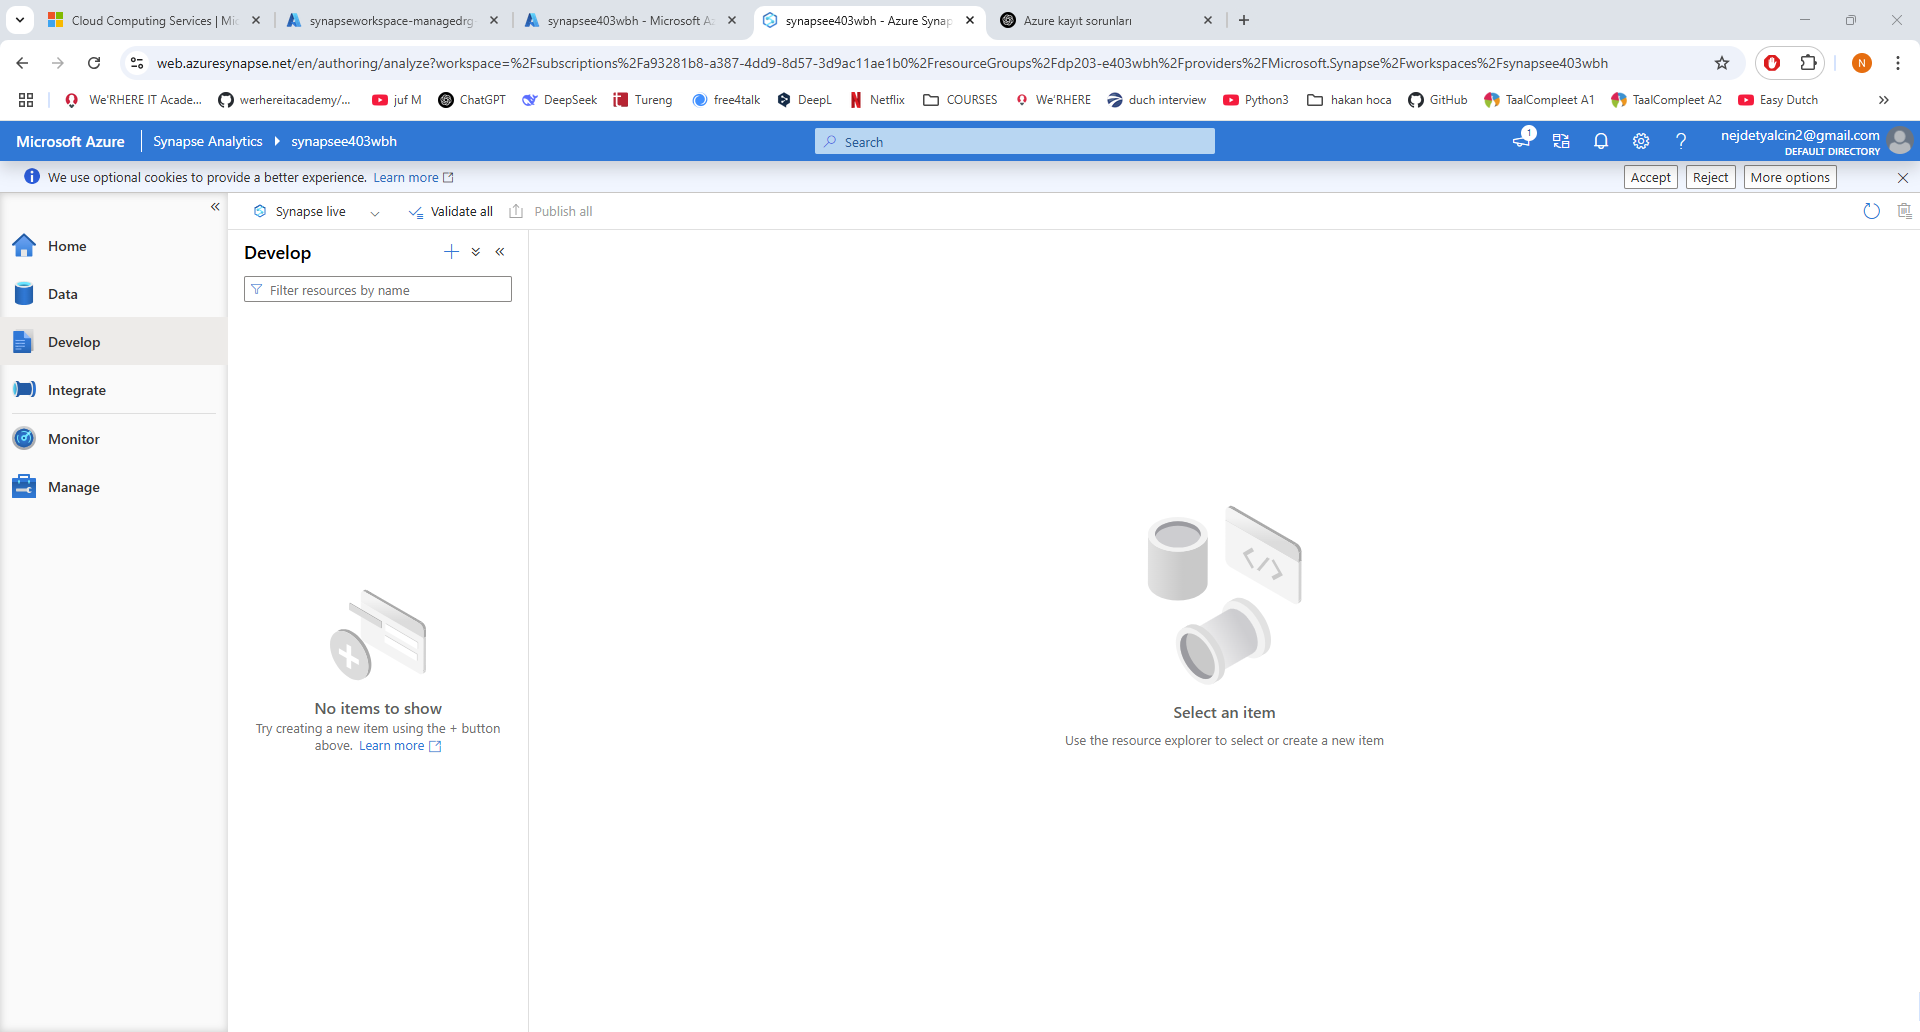 Cloud Computing Services | Mic
synapseworkspace-managedrg-
synapsee403wbh - Microsoft Az
synapsee403wbh - Azure Synap
Azure kayıt sorunları
web.azuresynapse.net/en/authoring/analyze?workspace=%2Fsubscriptions%2Fa93281b8-a387-4dd9-8d57-3d9ac11ae1b0%2FresourceGroups%2Fdp203-e403wbh%2Fproviders%2FMicrosoft.Synapse%2Fworkspaces%2Fsynapsee403wbh
N
We'RHERE IT Acade...
werhereitacademy/...
juf M
ChatGPT
DeepSeek
Tureng
free4talk
DeepL
Netflix
COURSES
We'RHERE
duch interview
Python3
hakan hoca
GitHub
TaalCompleet A1
TaalCompleet A2
Easy Dutch
Microsoft Azure
Synapse Analytics
synapsee403wbh
Search
1
nejdetyalcin2@gmail.com
DEFAULT DIRECTORY
We use optional cookies to provide a better experience. Learn more
Accept
Reject
More options
Synapse live
Validate all
Publish all
Home
Data
Develop
Integrate
Monitor
Manage
Develop
Filter resources by name
No items to show
Try creating a new item using the + button
above. Learn more
Select an item
Use the resource explorer to select or create a new item